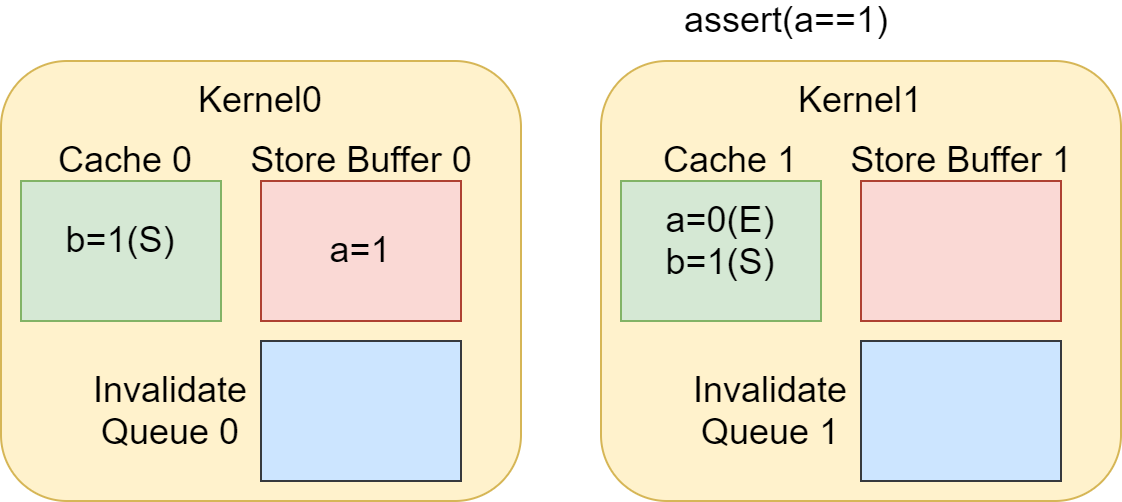 assert(a==1)
Kernel0
Cache 0
Store Buffer 0
b=1(S)
a=1
Invalidate
Queue 0
Kernel1
Cache 1
Store Buffer 1
a=0(E)
b=1(S)
Invalidate
Queue 1